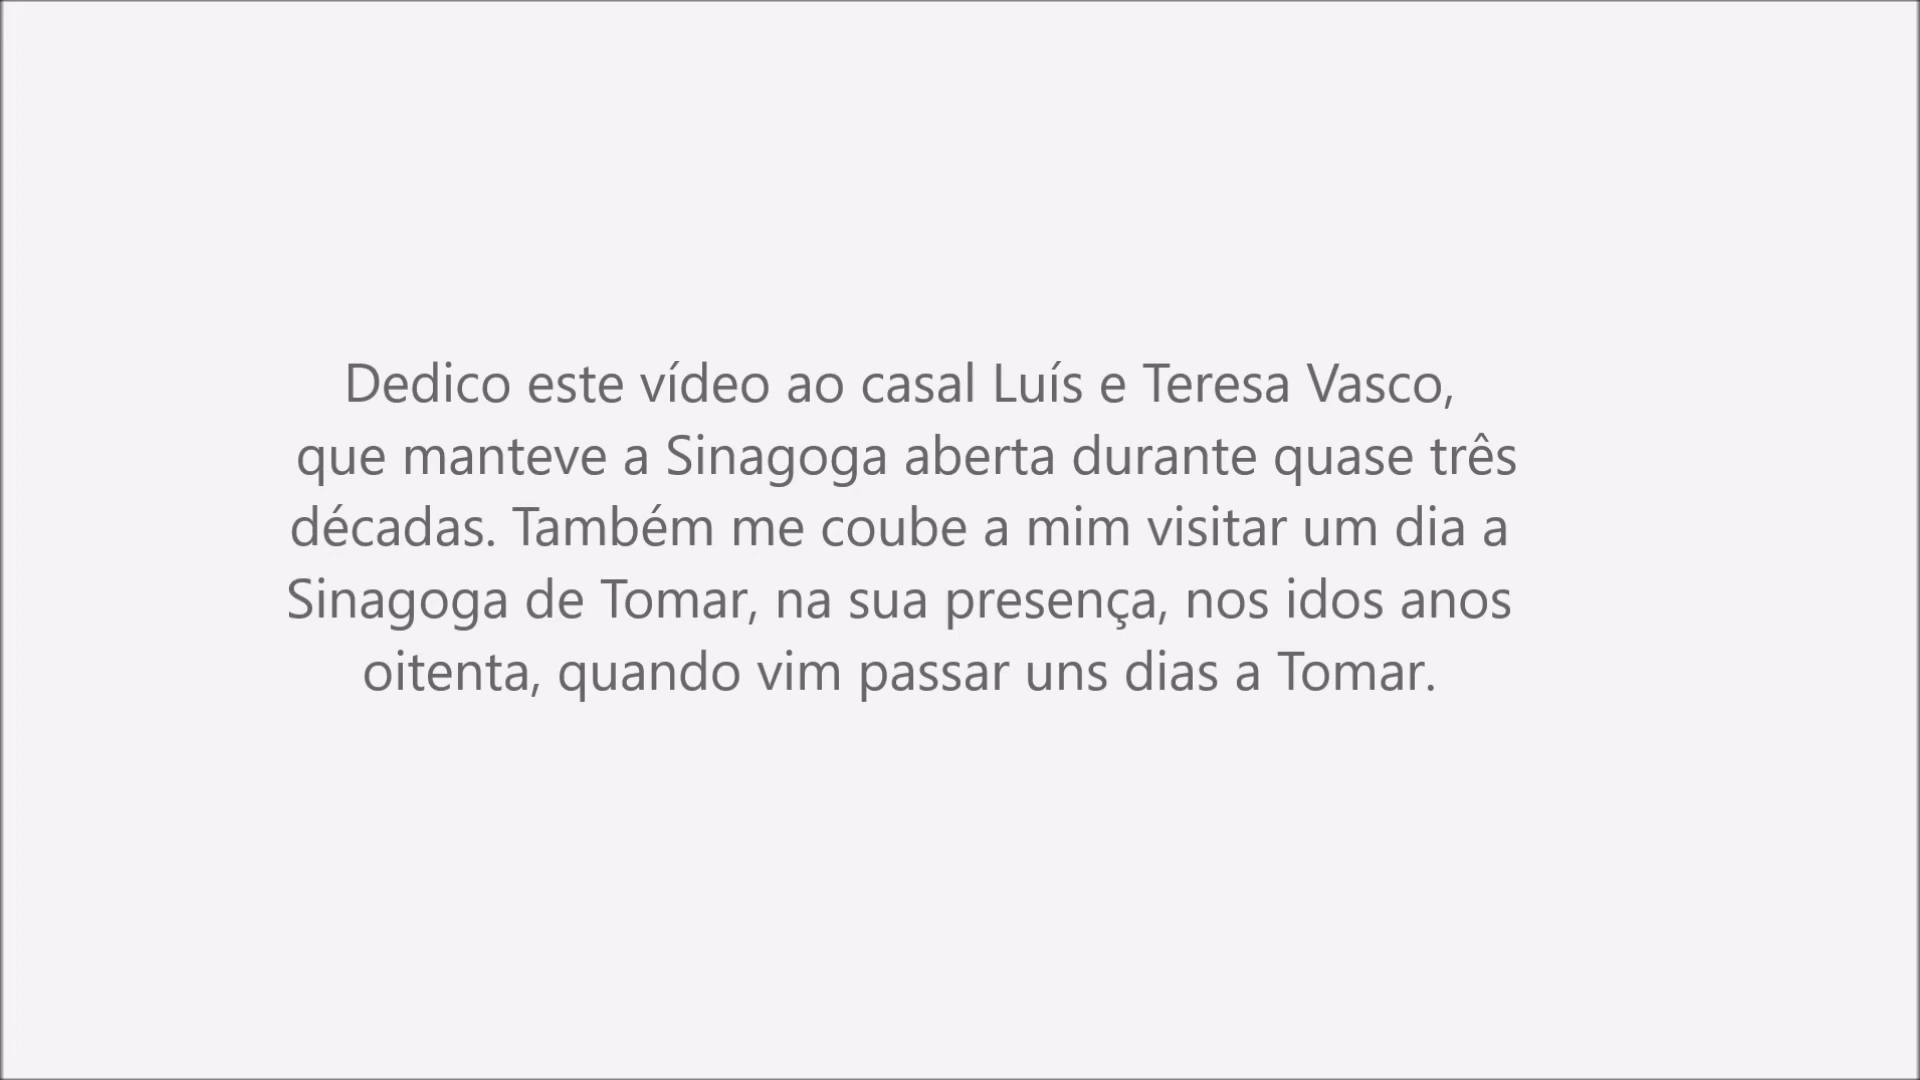 Dedico este vídeo ao casal Luís e Teresa Vasco,
que manteve a Sinagoga aberta durante quase três
décadas. Também me coube a mim visitar um dia a
Sinagoga de Tomar, na sua presença, nos idos anos
oitenta, quando vim passar uns dias a Tomar.